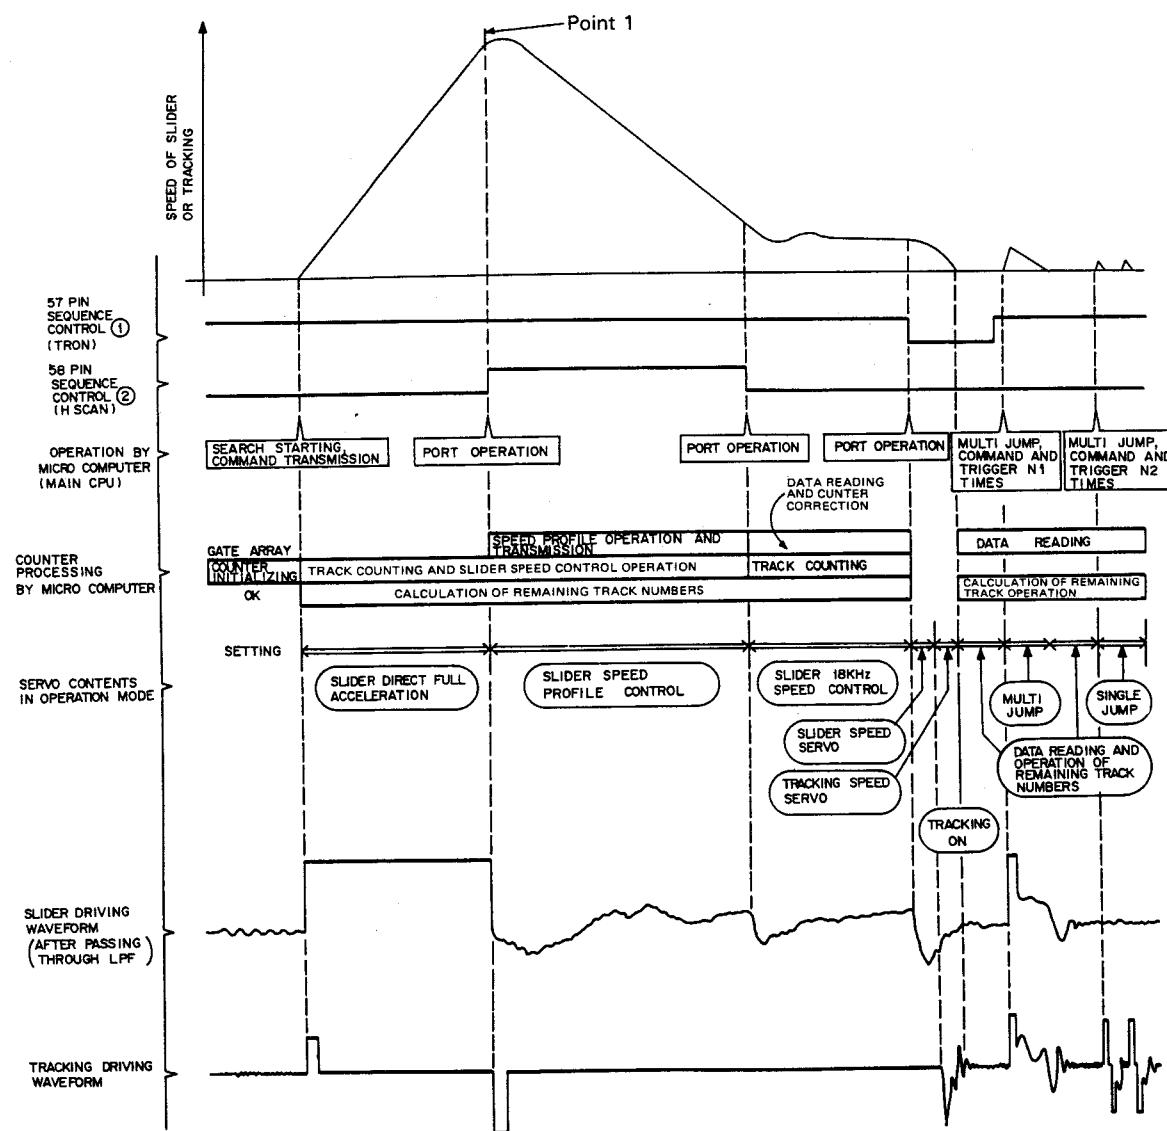 Point 1
SPEED OF SLIDER
OR TRACKING
57 PIN
SEQUENCE
CONTROL ①
(TRON)
58 PIN
SEQUENCE
CONTROL ②
(H SCAN)
OPERATION BY
MICRO COMPUTER
(MAIN CPU)
SEARCH STARTING,
COMMAND TRANSMISSION
PORT OPERATION
PORT OPERATION
PORT OPERATION
MULTI JUMP,
COMMAND AND
TRIGGER N1
TIMES
MULTI JUMP,
COMMAND AND
TRIGGER N2
TIMES
DATA READING
AND CUNTER
CORRECTION
COUNTER
PROCESSING
BY MICRO COMPUTER
GATE ARRAY
COUNTER
INITIALIZING
OK
SPEED PROFILE OPERATION AND
TRANSMISSION
TRACK COUNTING AND SLIDER SPEED CONTROL OPERATION
TRACK COUNTING
CALCULATION OF REMAINING TRACK NUMBERS
DATA READING
CALCULATION OF REMAINING
TRACK OPERATION
SETTING
SERVO CONTENTS
IN OPERATION MODE
SLIDER DIRECT FULL
ACCELERATION
SLIDER SPEED
PROFILE CONTROL
SLIDER 18KHz
SPEED CONTROL
SLIDER SPEED
SERVO
TRACKING SPEED
SERVO
MULTI
JUMP
SINGLE
JUMP
DATA READING AND
OPERATION OF
REMAINING TRACK
NUMBERS
TRACKING
ON
SLIDER DRIVING
WAVEFORM
(AFTER PASSING
THROUGH LPF)
TRACKING DRIVING
WAVEFORM